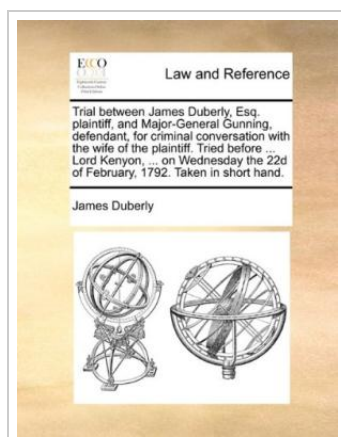 ECCO
Law and Reference
Trial between James Duberly, Esq.
plaintiff, and Major-General Gunning,
defendant, for criminal conversation with
the wife of the plaintiff. Tried before ...
Lord Kenyon, ... on Wednesday the 22d
of February, 1792. Taken in short hand.
James Duberly